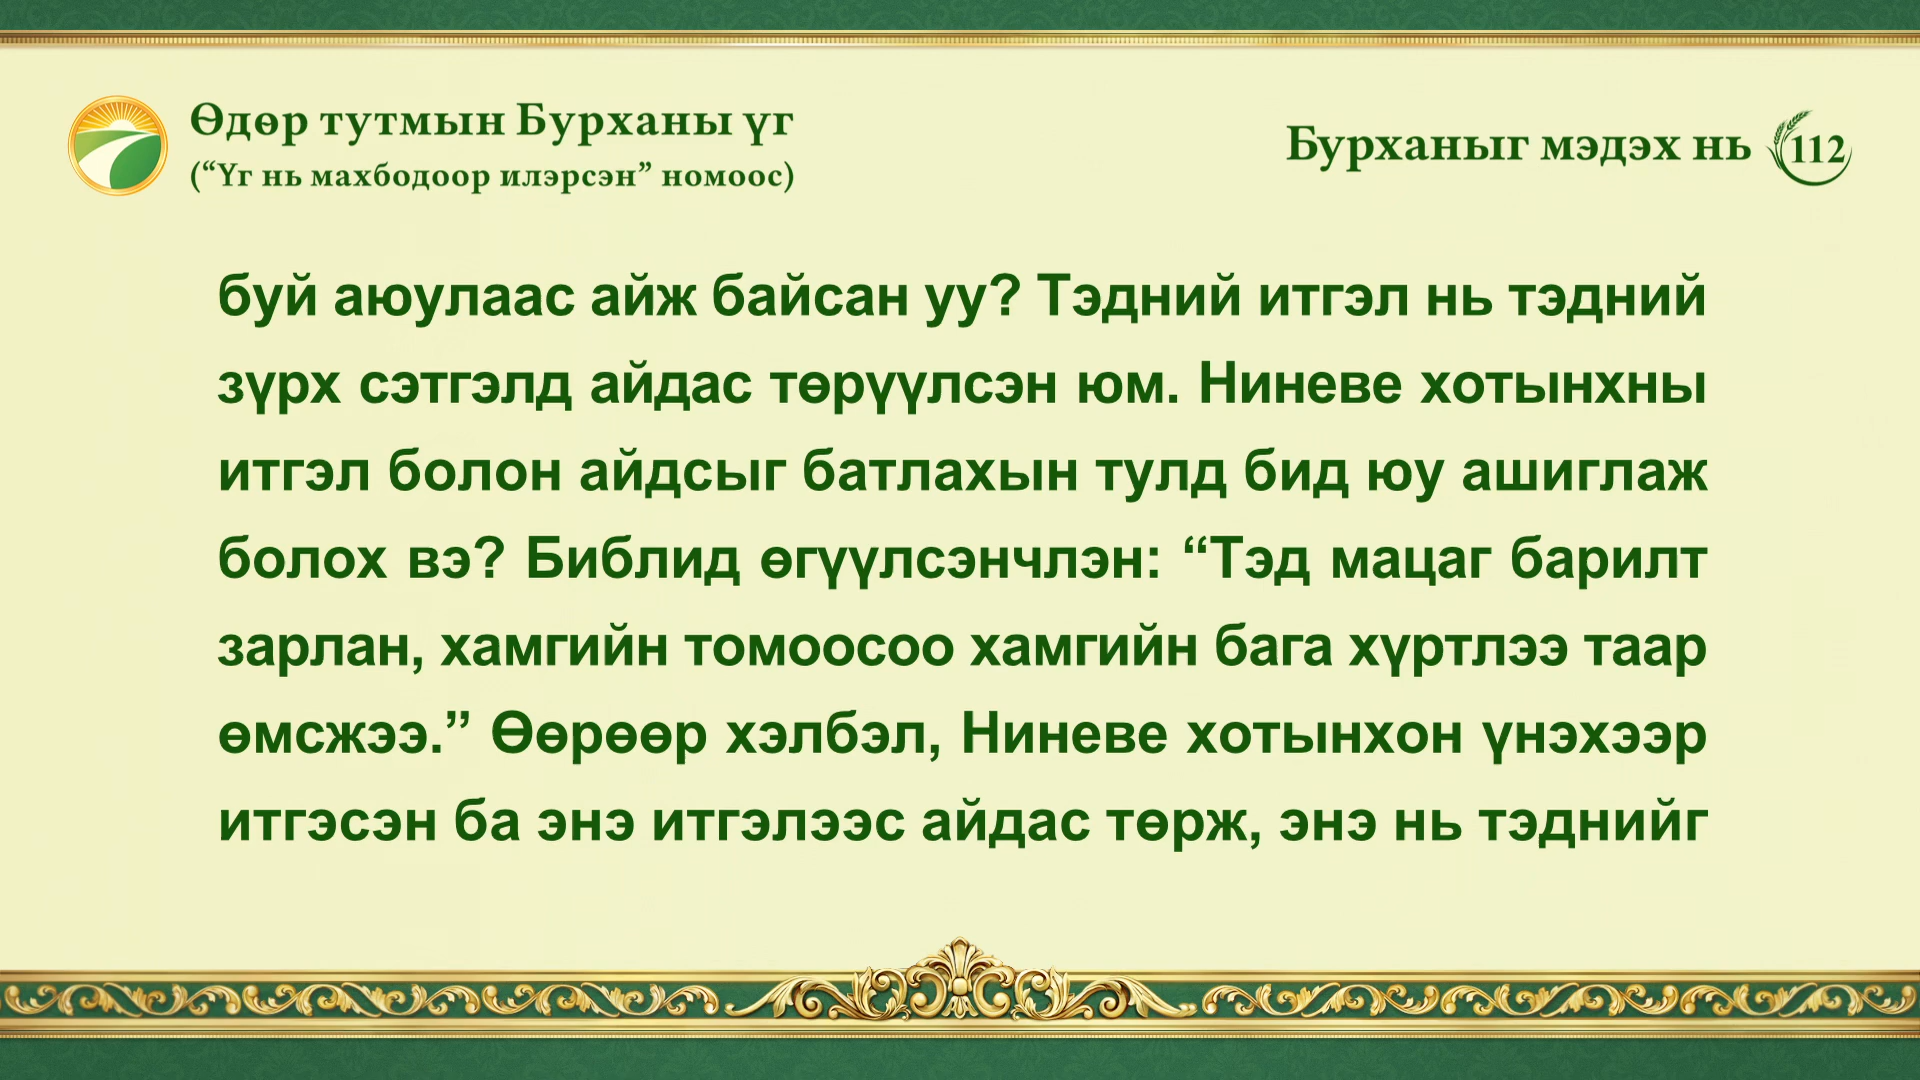 Өдөр тутмын Бурханы үг
(“Үг нь махбодоор илэрсэн” номоос)
Бурханыг мэдэх нь 112
буй аюулаас айж байсан уу? Тэдний итгэл нь тэдний
зүрх сэтгэлд айдас төрүүлсэн юм. Ниневе хотынхны
итгэл болон айдсыг батлахын тулд бид юу ашиглаж
болох вэ? Библид өгүүлсэнчлэн: “Тэд мацаг барилт
зарлан, хамгийн томоосоо хамгийн бага хүртлээ таар
өмсжээ.” Өөрөөр хэлбэл, Ниневе хотынхон үнэхээр
итгэсэн ба энэ итгэлээс айдас төрж, энэ нь тэднийг